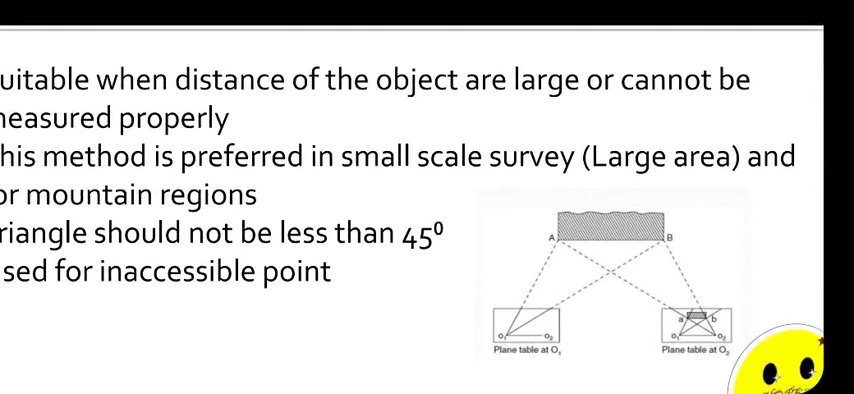 uitable when distance of the object are large or cannot be
neasured properly
his method is preferred in small scale survey (Large area) and
or mountain regions
riangle should not be less than 45⁰
sed for inaccessible point
A B
a b
O₁ O₂ O₁ O₂
Plane table at O₁ Plane table at O₂